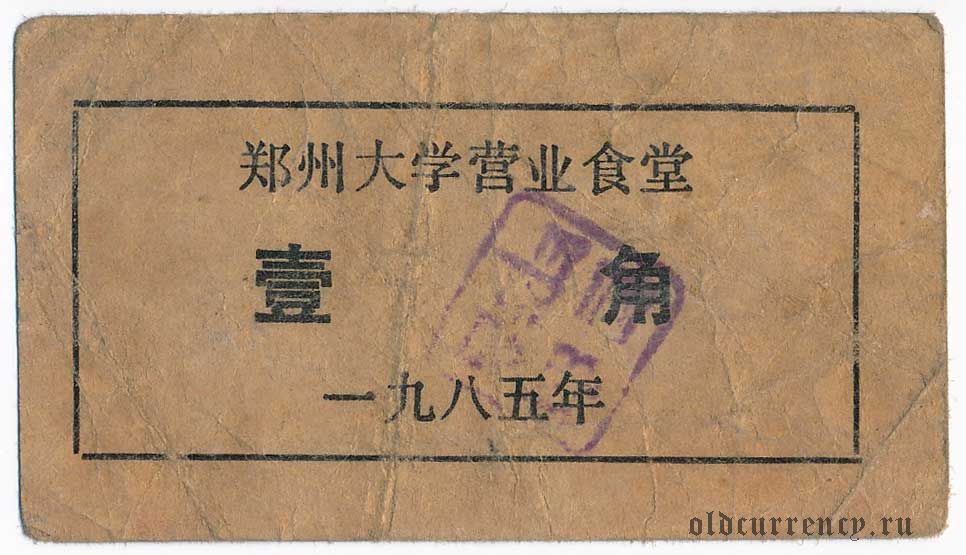 郑州大学营业食堂
壹 角
一九八五年
oldcurrency.ru